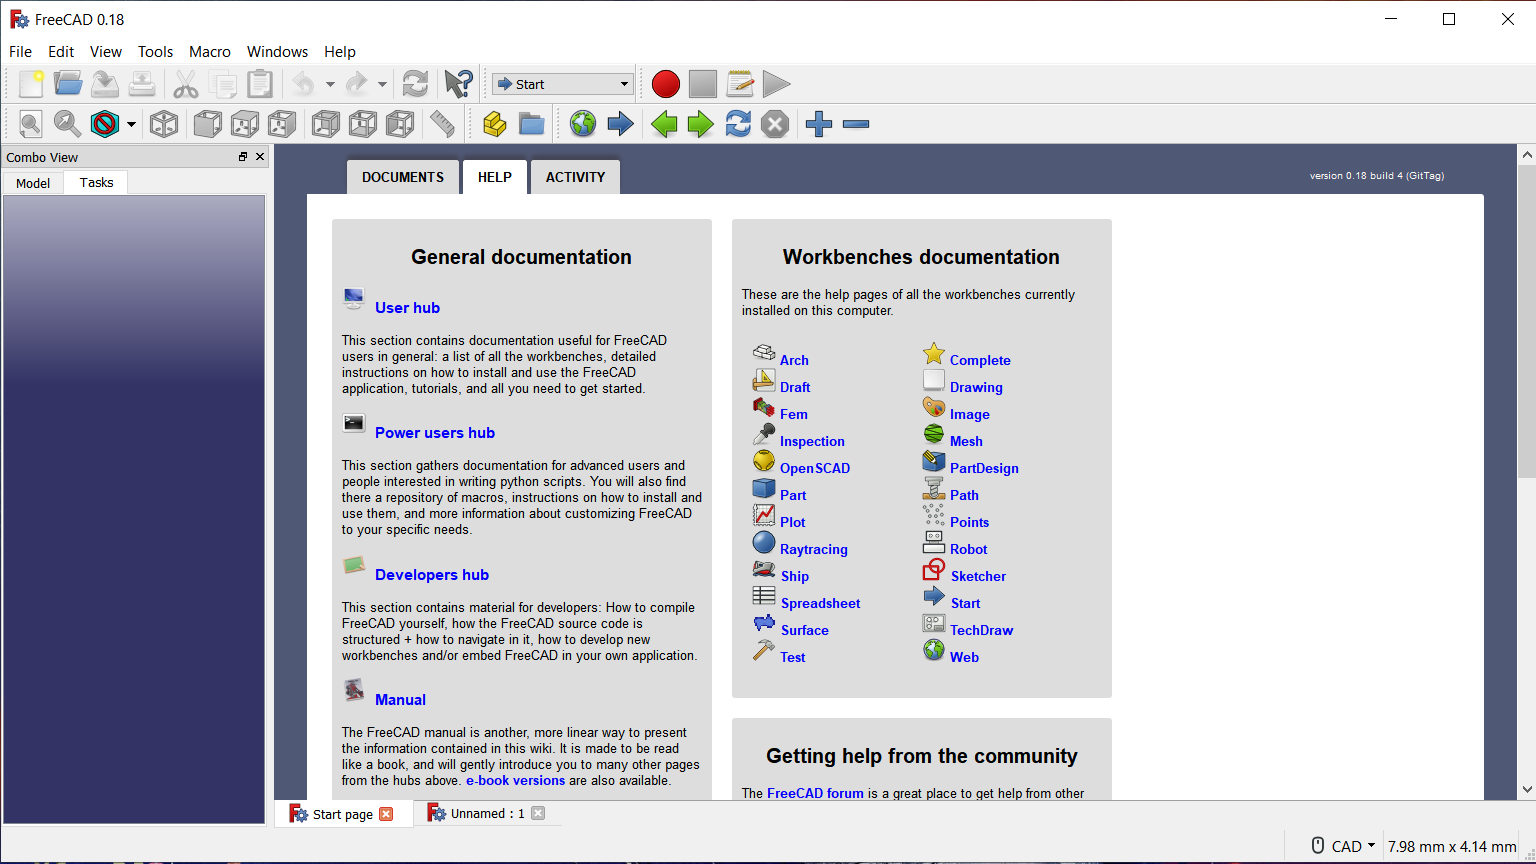 FreeCAD 0.18
File Edit View Tools Macro Windows Help
Start
Combo View
Model Tasks
DOCUMENTS HELP ACTIVITY
version 0.18 build 4 (GitTag)
General documentation
User hub
This section contains documentation useful for FreeCAD
users in general: a list of all the workbenches, detailed
instructions on how to install and use the FreeCAD
application, tutorials, and all you need to get started.
Power users hub
This section gathers documentation for advanced users and
people interested in writing python scripts. You will also find
there a repository of macros, instructions on how to install and
use them, and more information about customizing FreeCAD
to your specific needs.
Developers hub
This section contains material for developers: How to compile
FreeCAD yourself, how the FreeCAD source code is
structured + how to navigate in it, how to develop new
workbenches and/or embed FreeCAD in your own application.
Manual
The FreeCAD manual is another, more linear way to present
the information contained in this wiki. It is made to be read
like a book, and will gently introduce you to many other pages
from the hubs above. e-book versions are also available.
Workbenches documentation
These are the help pages of all the workbenches currently
installed on this computer.
Arch Complete
Draft Drawing
Fem Image
Inspection Mesh
OpenSCAD PartDesign
Part Path
Plot Points
Raytracing Robot
Ship Sketcher
Spreadsheet Start
Surface TechDraw
Test Web
Getting help from the community
The FreeCAD forum is a great place to get help from other
Start page Unnamed : 1
CAD 7.98 mm x 4.14 mm